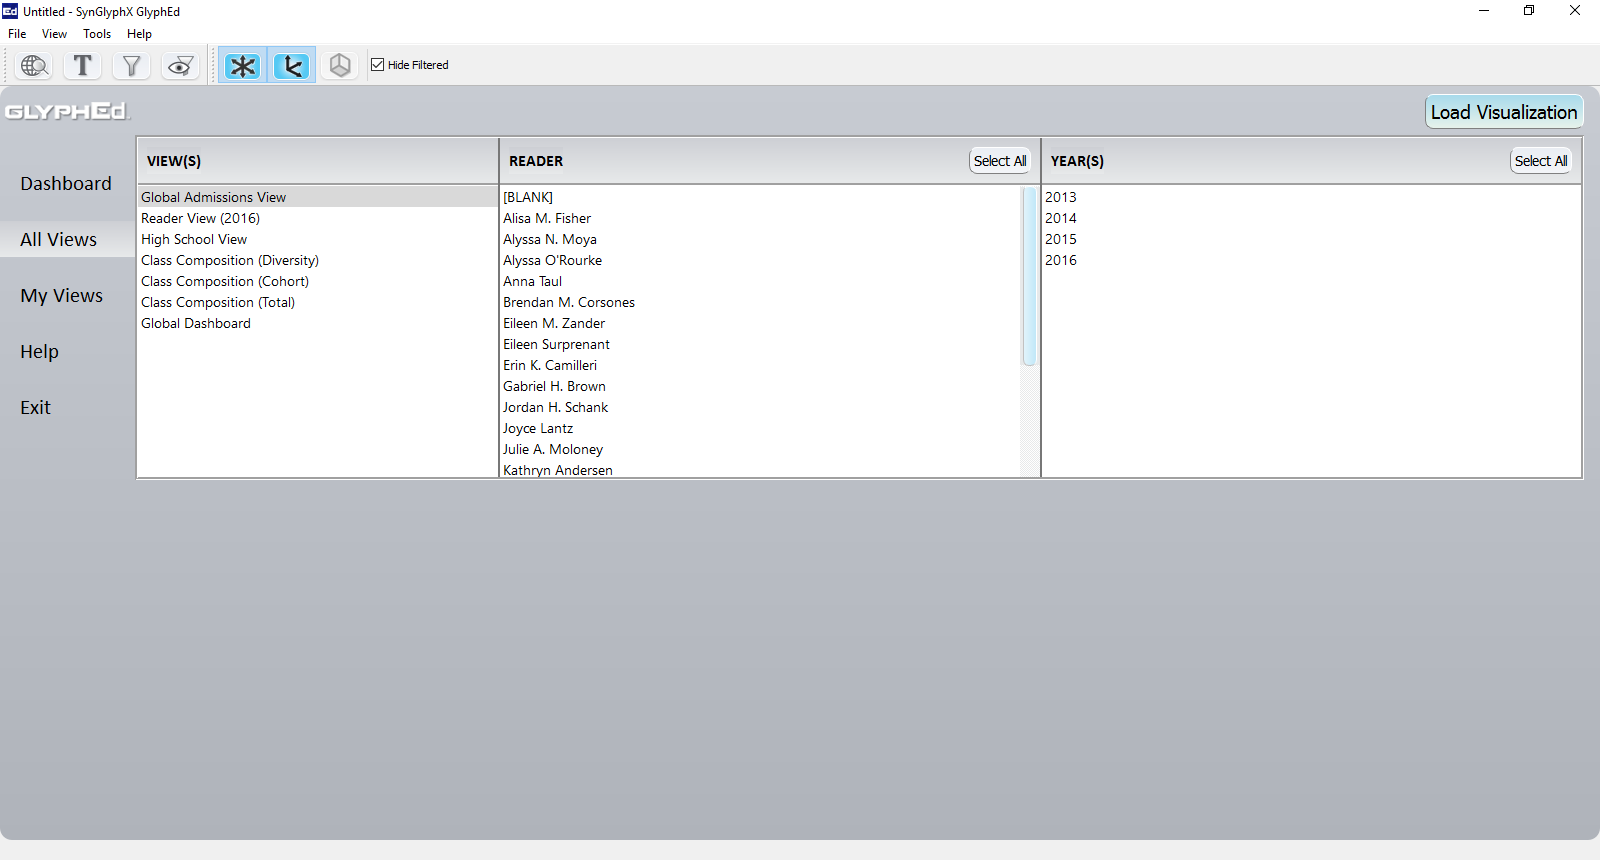 Ed Untitled - SynGlyphX GlyphEd
File View Tools Help
T Hide Filtered
GLYPHEd
Load Visualization
Dashboard
All Views
My Views
Help
Exit
VIEW(S)
Global Admissions View
Reader View (2016)
High School View
Class Composition (Diversity)
Class Composition (Cohort)
Class Composition (Total)
Global Dashboard
READER Select All
[BLANK]
Alisa M. Fisher
Alyssa N. Moya
Alyssa O'Rourke
Anna Taul
Brendan M. Corsones
Eileen M. Zander
Eileen Surprenant
Erin K. Camilleri
Gabriel H. Brown
Jordan H. Schank
Joyce Lantz
Julie A. Moloney
Kathryn Andersen
YEAR(S) Select All
2013
2014
2015
2016